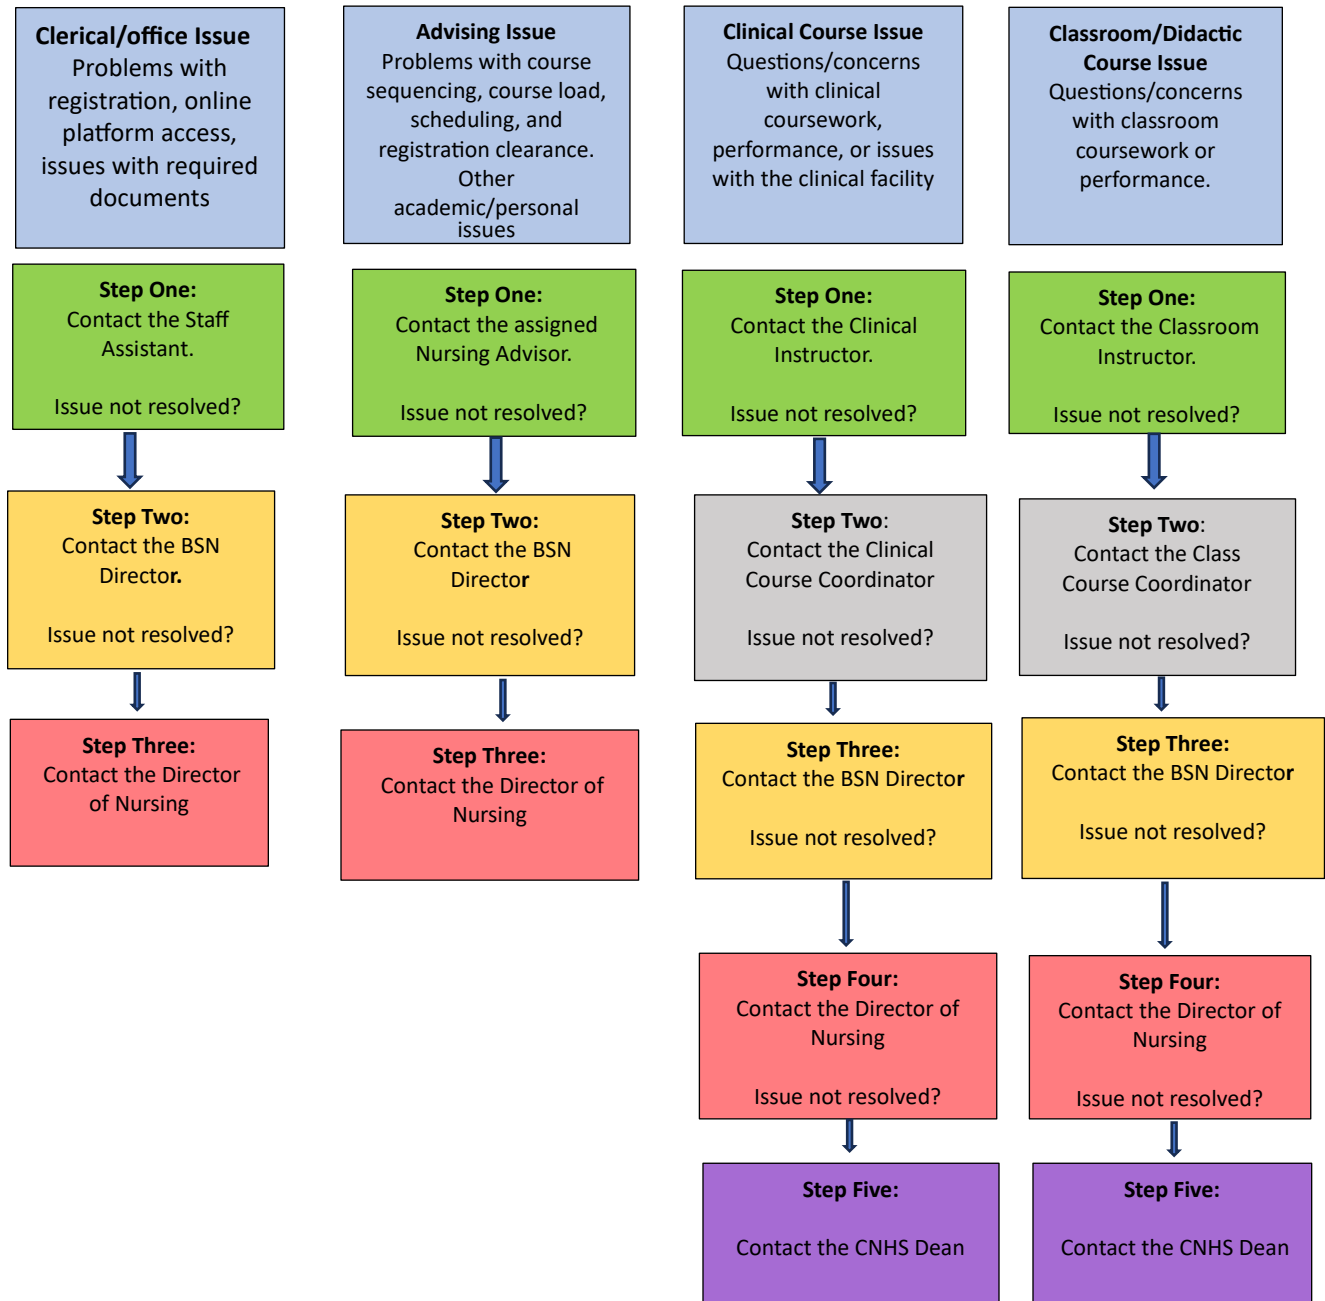 Clerical/office Issue
Problems with
registration, online
platform access,
issues with required
documents
Step One:
Contact the Staff
Assistant.
Issue not resolved?
Step Two:
Contact the BSN
Director.
Issue not resolved?
Step Three:
Contact the Director
of Nursing
Advising Issue
Problems with course
sequencing, course load,
scheduling, and
registration clearance.
Other
academic/personal
issues
Step One:
Contact the assigned
Nursing Advisor.
Issue not resolved?
Step Two:
Contact the BSN
Director
Issue not resolved?
Step Three:
Contact the Director of
Nursing
Clinical Course Issue
Questions/concerns
with clinical
coursework,
performance, or issues
with the clinical facility
Step One:
Contact the Clinical
Instructor.
Issue not resolved?
Step Two:
Contact the Clinical
Course Coordinator
Issue not resolved?
Step Three:
Contact the BSN Director
Issue not resolved?
Step Four:
Contact the Director of
Nursing
Issue not resolved?
Step Five:
Contact the CNHS Dean
Classroom/Didactic
Course Issue
Questions/concerns
with classroom
coursework or
performance.
Step One:
Contact the Classroom
Instructor.
Issue not resolved?
Step Two:
Contact the Class
Course Coordinator
Issue not resolved?
Step Three:
Contact the BSN Director
Issue not resolved?
Step Four:
Contact the Director of
Nursing
Issue not resolved?
Step Five:
Contact the CNHS Dean